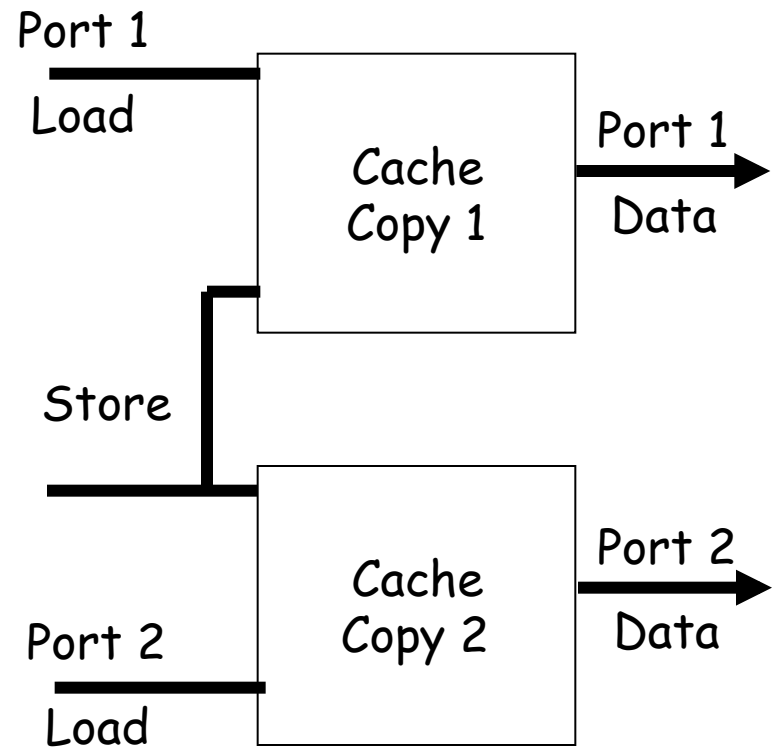 Port 1
Load
Cache
Copy 1
Port 1
Data
Store
Cache
Copy 2
Port 2
Data
Port 2
Load